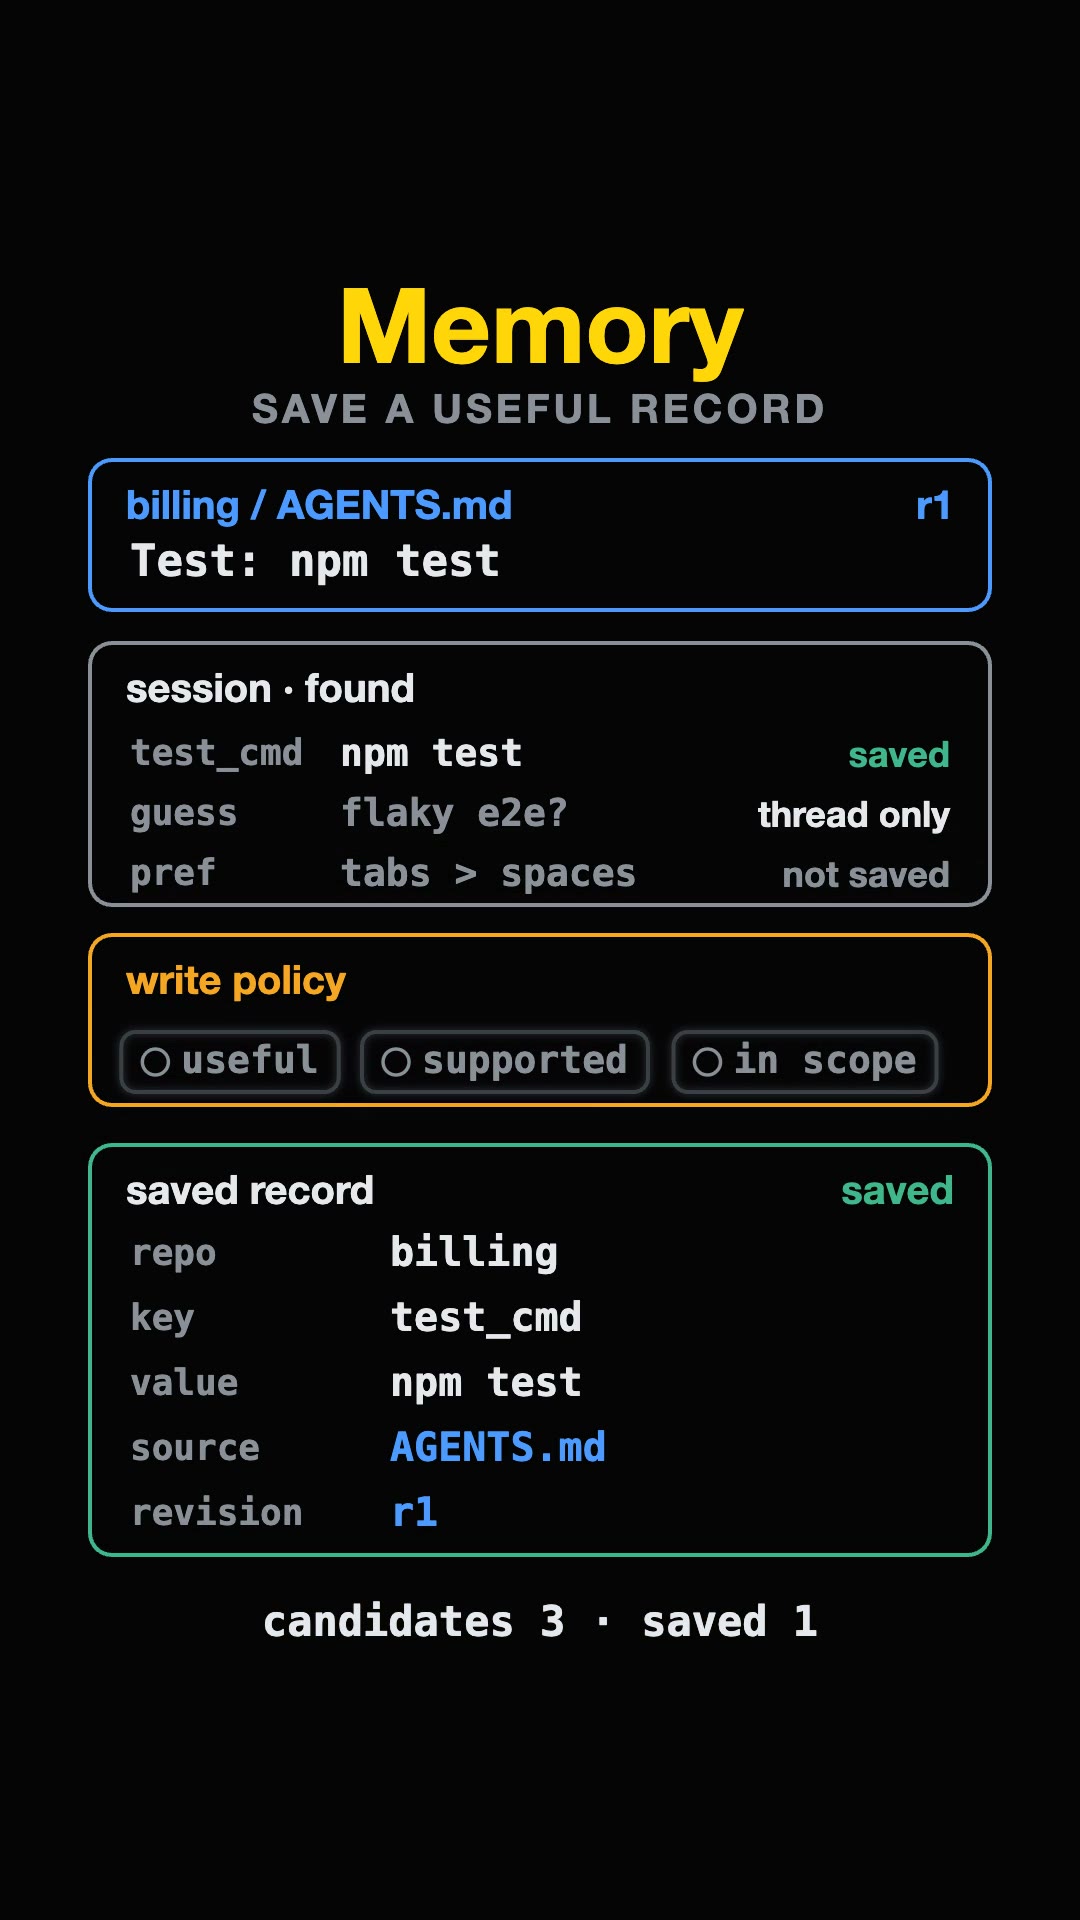 Memory
SAVE A USEFUL RECORD
billing / AGENTS.md r1
Test: npm test
session · found
test_cmd npm test saved
guess flaky e2e? thread only
pref tabs > spaces not saved
write policy
useful supported in scope
saved record saved
repo billing
key test_cmd
value npm test
source AGENTS.md
revision r1
candidates 3 · saved 1